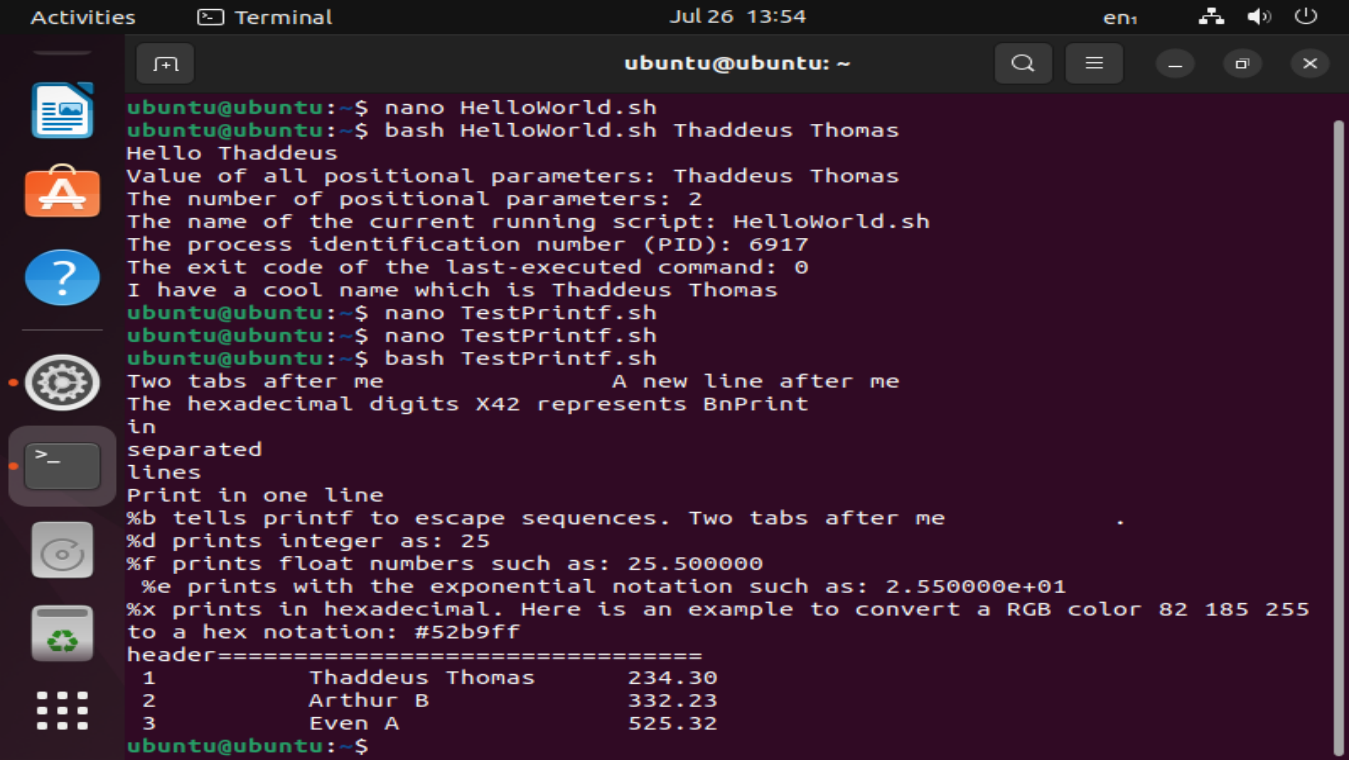 Activities Terminal Jul 26 13:54 en₁
ubuntu@ubuntu: ~
ubuntu@ubuntu:~$ nano HelloWorld.sh
ubuntu@ubuntu:~$ bash HelloWorld.sh Thaddeus Thomas
Hello Thaddeus
Value of all positional parameters: Thaddeus Thomas
The number of positional parameters: 2
The name of the current running script: HelloWorld.sh
The process identification number (PID): 6917
The exit code of the last-executed command: 0
I have a cool name which is Thaddeus Thomas
ubuntu@ubuntu:~$ nano TestPrintf.sh
ubuntu@ubuntu:~$ nano TestPrintf.sh
ubuntu@ubuntu:~$ bash TestPrintf.sh
Two tabs after me               A new line after me
The hexadecimal digits X42 represents BnPrint
in
separated
lines
Print in one line
%b tells printf to escape sequences. Two tabs after me            .
%d prints integer as: 25
%f prints float numbers such as: 25.500000
 %e prints with the exponential notation such as: 2.550000e+01
%x prints in hexadecimal. Here is an example to convert a RGB color 82 185 255
to a hex notation: #52b9ff
header================================
 1          Thaddeus Thomas      234.30
 2          Arthur B             332.23
 3          Even A               525.32
ubuntu@ubuntu:~$